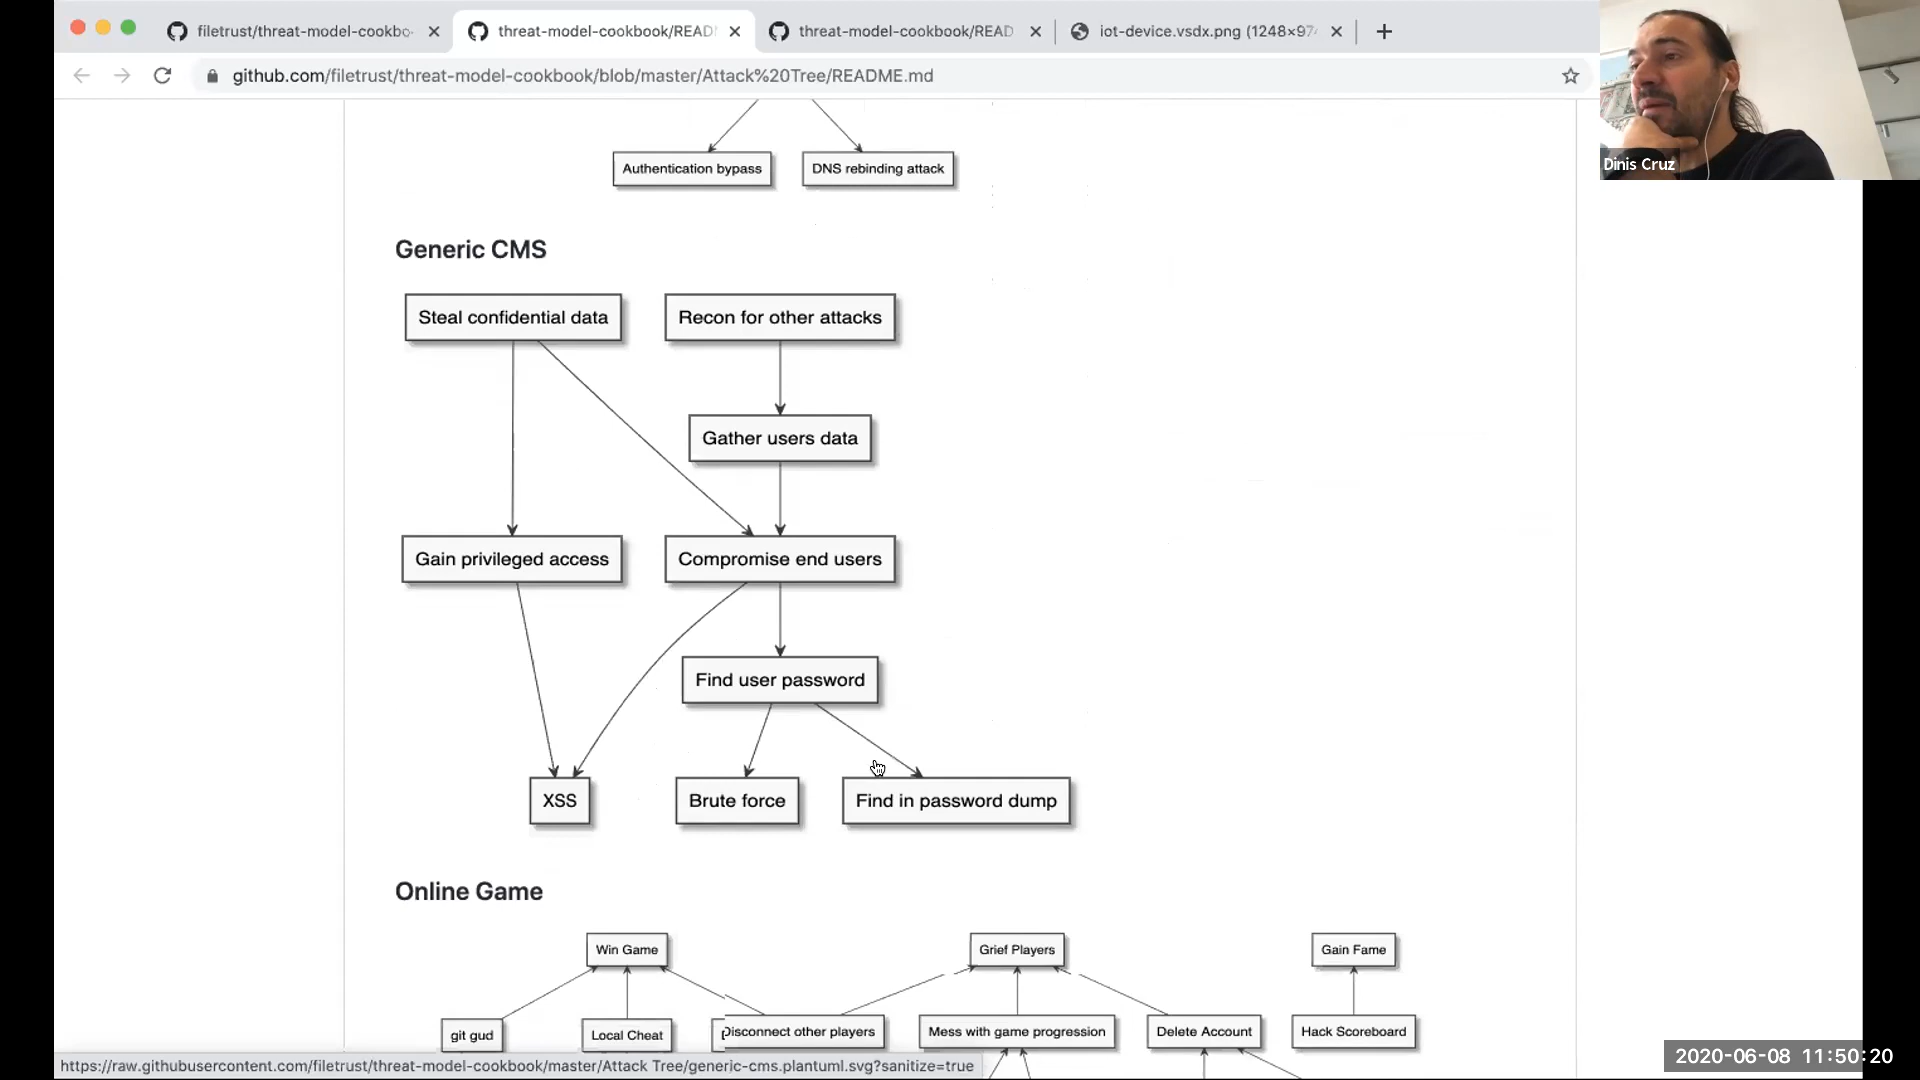 filetrust/threat-model-cookbo
threat-model-cookbook/READ
threat-model-cookbook/READ
iot-device.vsdx.png (1248×97
github.com/filetrust/threat-model-cookbook/blob/master/Attack%20Tree/README.md
Dinis Cruz
Authentication bypass
DNS rebinding attack
Generic CMS
Steal confidential data
Recon for other attacks
Gather users data
Gain privileged access
Compromise end users
Find user password
XSS
Brute force
Find in password dump
Online Game
Win Game
Grief Players
Gain Fame
git gud
Local Cheat
Disconnect other players
Mess with game progression
Delete Account
Hack Scoreboard
https://raw.githubusercontent.com/filetrust/threat-model-cookbook/master/Attack Tree/generic-cms.plantuml.svg?sanitize=true
2020-06-08 11:50:20